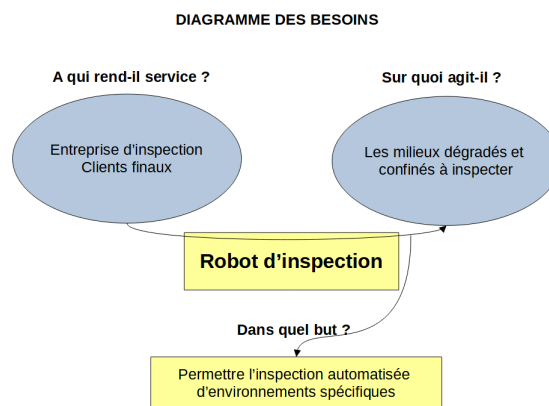 DIAGRAMME DES BESOINS
A qui rend-il service ?
Sur quoi agit-il ?
Entreprise d’inspection
Clients finaux
Les milieux dégradés et
confinés à inspecter
Robot d’inspection
Dans quel but ?
Permettre l’inspection automatisée
d’environnements spécifiques